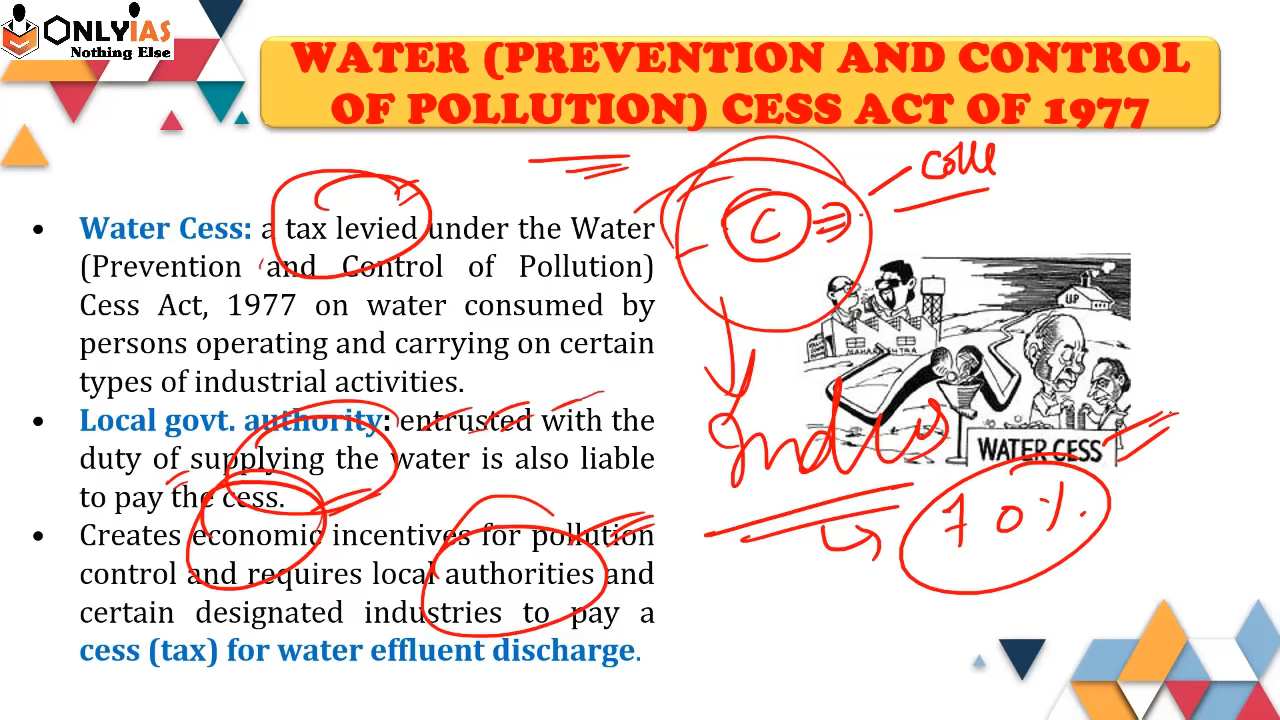 ONLYIAS
Nothing Else
WATER (PREVENTION AND CONTROL
OF POLLUTION) CESS ACT OF 1977
• Water Cess: a tax levied under the Water
(Prevention and Control of Pollution)
Cess Act, 1977 on water consumed by
persons operating and carrying on certain
types of industrial activities.
• Local govt. authority: entrusted with the
duty of supplying the water is also liable
to pay the cess.
• Creates economic incentives for pollution
control and requires local authorities and
certain designated industries to pay a
cess (tax) for water effluent discharge.
C
UP
MAHARASHTRA
WATER CESS
70%.